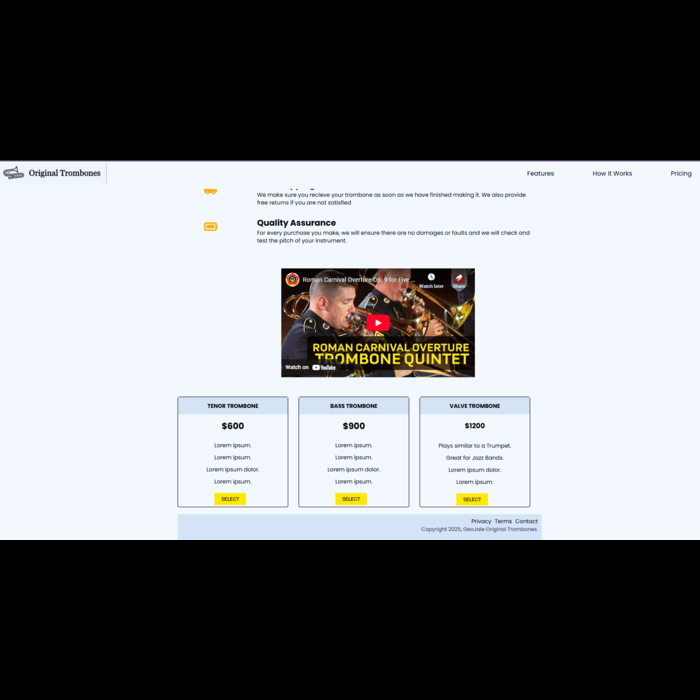 Original Trombones
Features
How It Works
Pricing
We make sure you recieve your trombone as soon as we have finished making it. We also provide
free returns if you are not satisfied
Quality Assurance
For every purchase you make, we will ensure there are no damages or faults and we will check and
test the pitch of your instrument.
Roman Carnival Overture Op. 9 for Five ...
Watch later
Share
ROMAN CARNIVAL OVERTURE
TROMBONE QUINTET
Watch on YouTube
TENOR TROMBONE
$600
Lorem ipsum.
Lorem ipsum.
Lorem ipsum dolor.
Lorem ipsum.
SELECT
BASS TROMBONE
$900
Lorem ipsum.
Lorem ipsum.
Lorem ipsum dolor.
Lorem ipsum.
SELECT
VALVE TROMBONE
$1200
Plays similar to a Trumpet.
Great for Jazz Bands.
Lorem ipsum dolor.
Lorem ipsum.
SELECT
Privacy Terms Contact
Copyright 2025, GeoJole Original Trombones